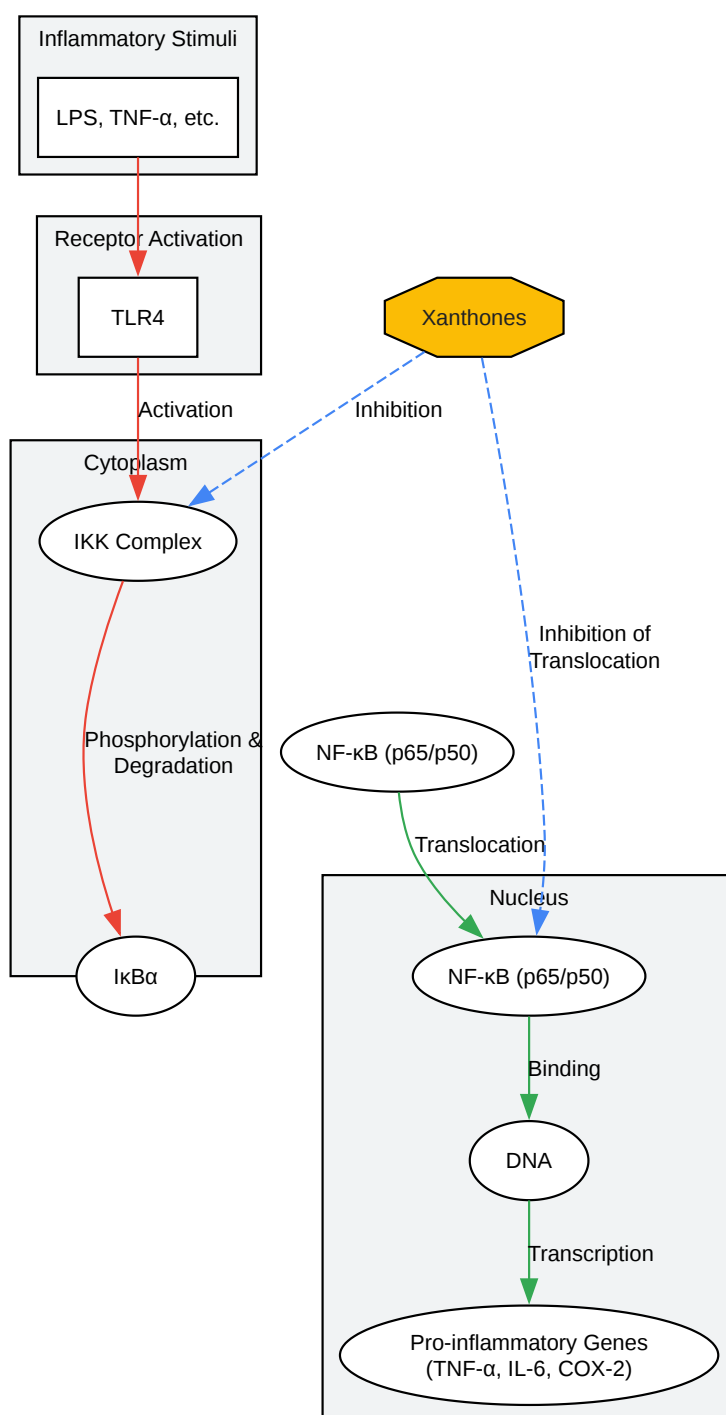 Inflammatory Stimuli
LPS, TNF-α, etc.
Receptor Activation
TLR4
Xanthones
Activation
Inhibition
Cytoplasm
IKK Complex
Inhibition of
Translocation
Phosphorylation &
Degradation
NF-κB (p65/p50)
Translocation
Nucleus
IκBα
NF-κB (p65/p50)
Binding
DNA
Transcription
Pro-inflammatory Genes
(TNF-α, IL-6, COX-2)